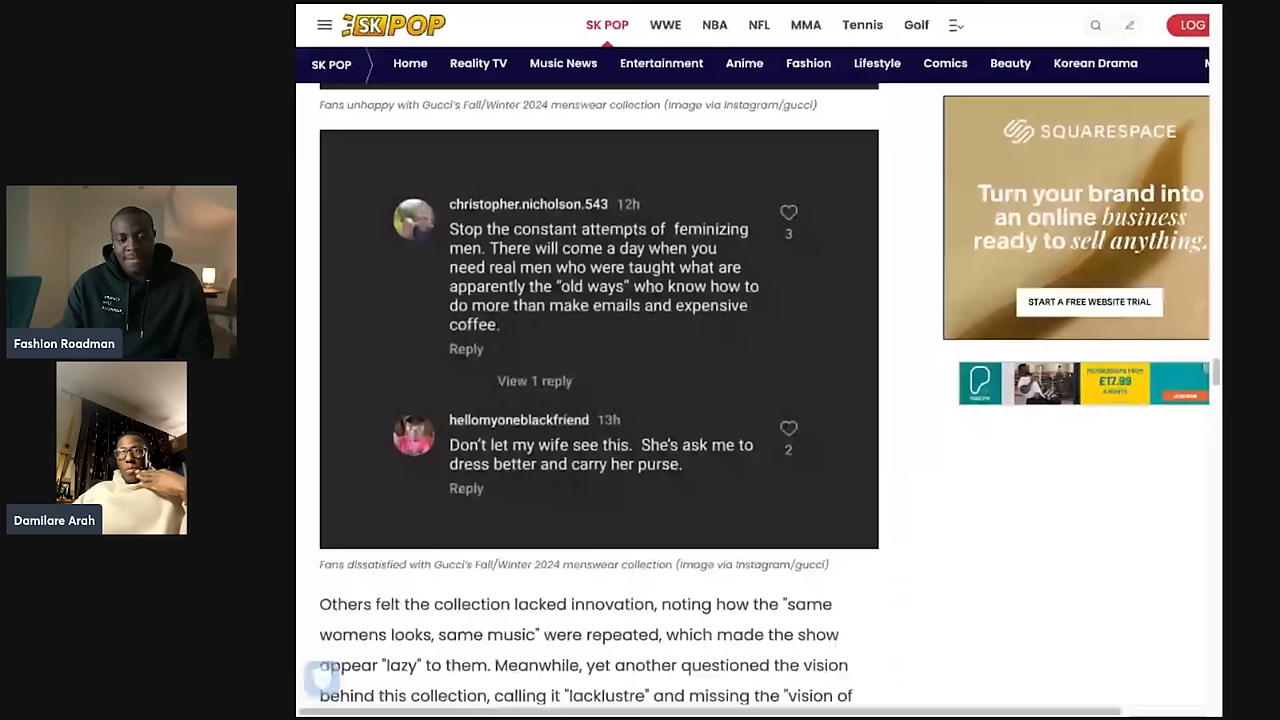 SK POP
SK POP WWE NBA NFL MMA Tennis Golf
LOG
SK POP Home Reality TV Music News Entertainment Anime Fashion Lifestyle Comics Beauty Korean Drama
Fans unhappy with Gucci's Fall/Winter 2024 menswear collection (Image via Instagram/gucci)
christopher.nicholson.543 12h
Stop the constant attempts of feminizing
men. There will come a day when you
need real men who were taught what are
apparently the "old ways" who know how to
do more than make emails and expensive
coffee.
3
Reply
View 1 reply
hellomyoneblackfriend 13h
Don't let my wife see this. She's ask me to
dress better and carry her purse.
2
Reply
Fans dissatisfied with Gucci's Fall/Winter 2024 menswear collection (Image via Instagram/gucci)
Others felt the collection lacked innovation, noting how the "same
womens looks, same music" were repeated, which made the show
appear "lazy" to them. Meanwhile, yet another questioned the vision
behind this collection, calling it "lacklustre" and missing the "vision of
SQUARESPACE
Turn your brand into
an online business
ready to sell anything.
START A FREE WEBSITE TRIAL
MEMBERSHIPS FROM
£17.99
A MONTH
Fashion Roadman
Damilare Arah